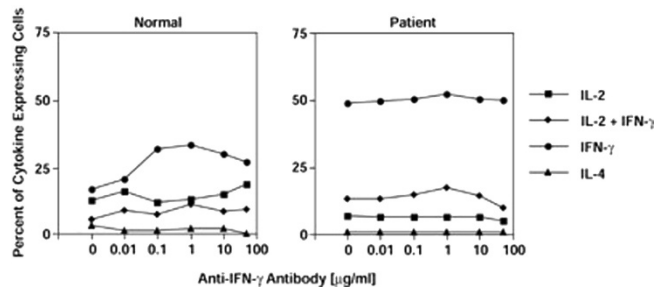 Normal
Patient
Percent of Cytokine Expressing Cells
75
50
25
0
0 0.01 0.1 1 10 100
75
50
25
0
0 0.01 0.1 1 10 100
IL-2
IL-2 + IFN-γ
IFN-γ
IL-4
Anti-IFN-γ Antibody [µg/ml]